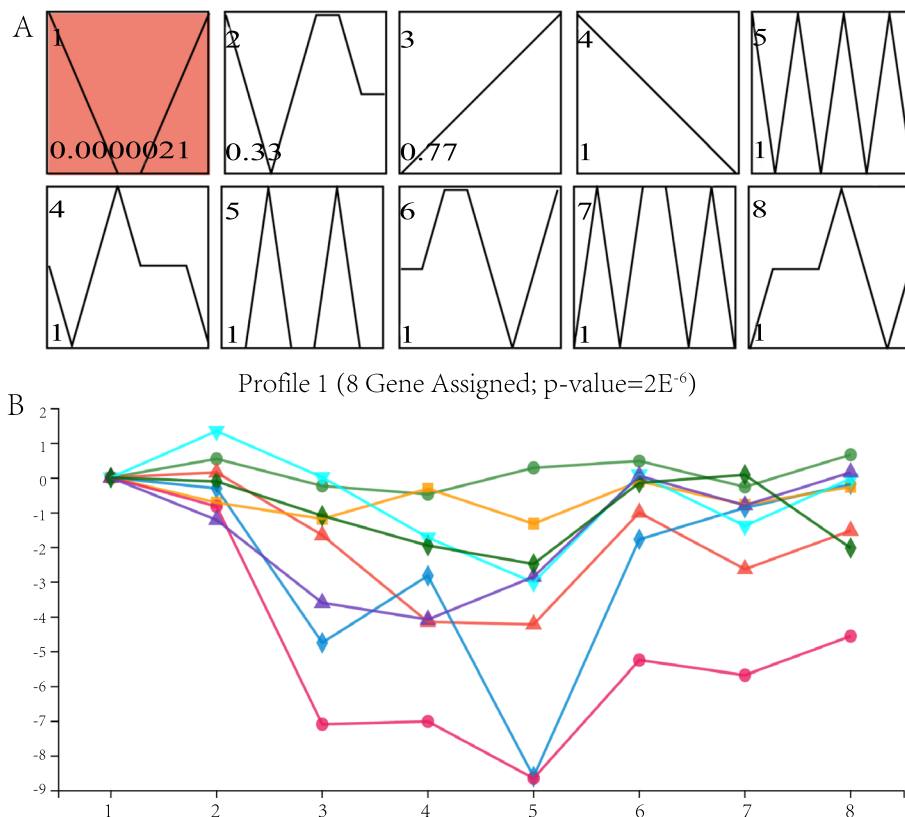 A
1 2 3 4 5
0.0000021 0.33 0.77 1 1
4 5 6 7 8
1 1 1 1 1
Profile 1 (8 Gene Assigned; p-value=2E-6)
B
2
1
0
-1
-2
-3
-4
-5
-6
-7
-8
-9
1 2 3 4 5 6 7 8